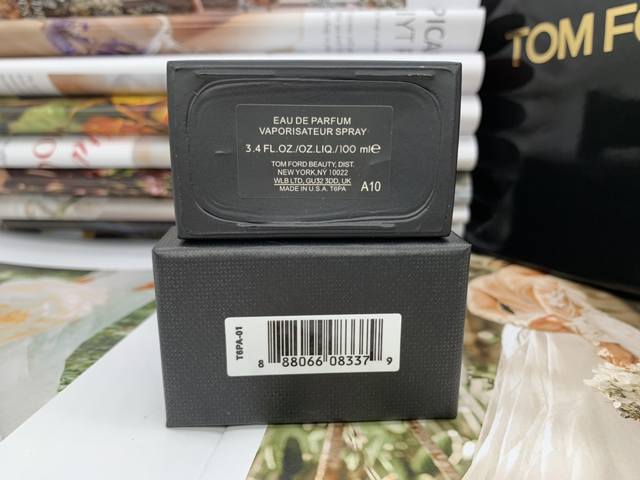 PICA
NYT
TOM FO
EAU DE PARFUM
VAPORISATEUR SPRAY
3.4 FL.OZ./OZ.LIQ./100 ml℮
TOM FORD BEAUTY, DIST.
NEW YORK, NY 10022
WLB LTD, GU32 3DD, UK
MADE IN U.S.A. T6PA
A10
T6PA-01
8 88066 08337 9